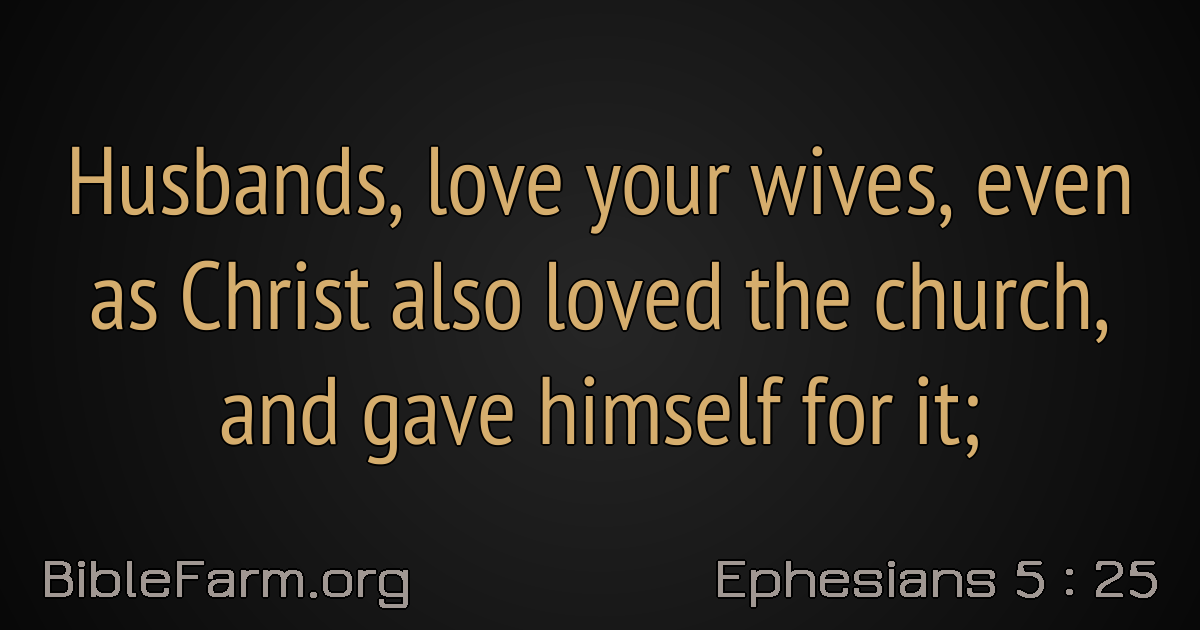 Husbands, love your wives, even
as Christ also loved the church,
and gave himself for it;
BibleFarm.org
Ephesians 5 : 25